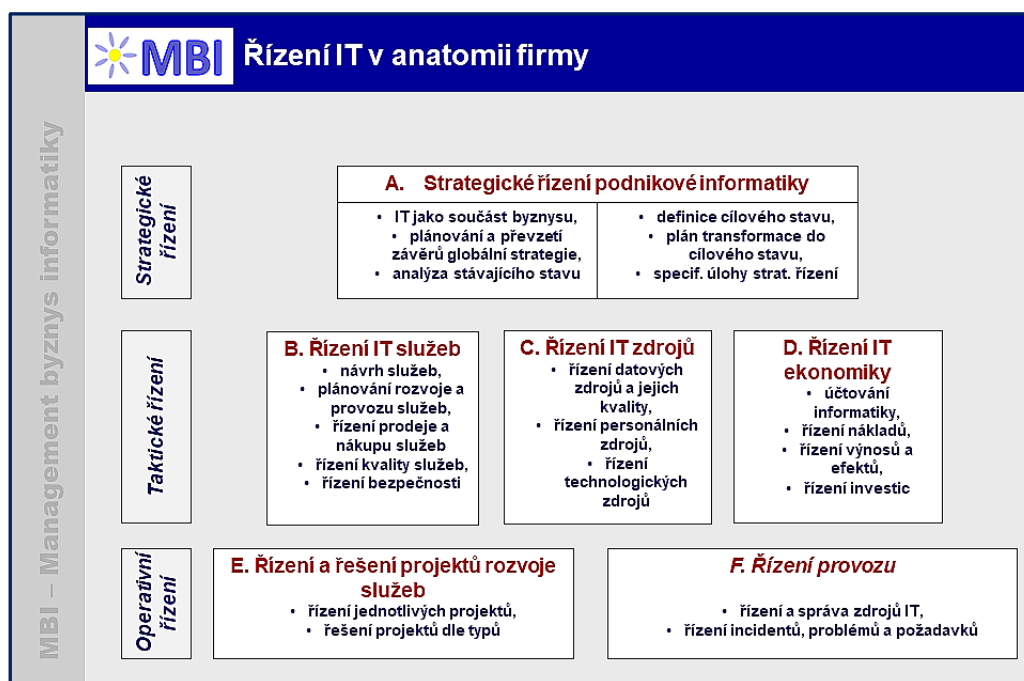 MBI Řízení IT v anatomii firmy
MBI – Management byznys informatiky
Strategické
řízení
A. Strategické řízení podnikové informatiky
• IT jako součást byznysu,
• plánování a převzetí
závěrů globální strategie,
• analýza stávajícího stavu
• definice cílového stavu,
• plán transformace do
cílového stavu,
• specif. úlohy strat. řízení
Taktické řízení
B. Řízení IT služeb
• návrh služeb,
• plánování rozvoje a
provozu služeb,
• řízení prodeje a
nákupu služeb
• řízení kvality služeb,
• řízení bezpečnosti
C. Řízení IT zdrojů
• řízení datových
zdrojů a jejich
kvality,
• řízení personálních
zdrojů,
• řízení
technologických
zdrojů
D. Řízení IT
ekonomiky
• účtování
informatiky,
• řízení nákladů,
• řízení výnosů a
efektů,
• řízení investic
Operativní
řízení
E. Řízení a řešení projektů rozvoje
služeb
• řízení jednotlivých projektů,
• řešení projektů dle typů
F. Řízení provozu
• řízení a správa zdrojů IT,
• řízení incidentů, problémů a požadavků